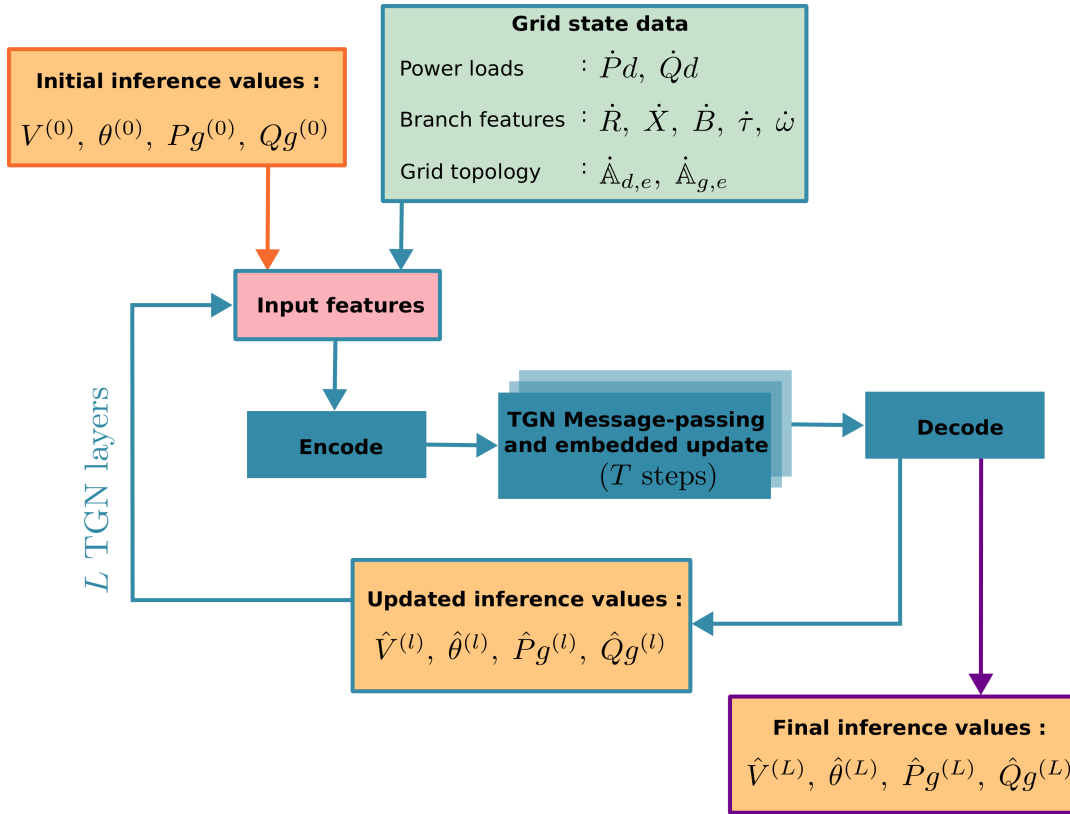 Grid state data
Power loads : Ṗd, Q̇d
Branch features : Ṙ, Ẋ, Ḃ, τ̇, ω̇
Grid topology : 𝔸̇_{d,e}, 𝔸̇_{g,e}
Initial inference values :
V^{(0)}, θ^{(0)}, Pg^{(0)}, Qg^{(0)}
Input features
Encode
TGN Message-passing
and embedded update
(T steps)
Decode
L TGN layers
Updated inference values :
V̂^{(l)}, θ̂^{(l)}, P̂g^{(l)}, Q̂g^{(l)}
Final inference values :
V̂^{(L)}, θ̂^{(L)}, P̂g^{(L)}, Q̂g^{(L)}